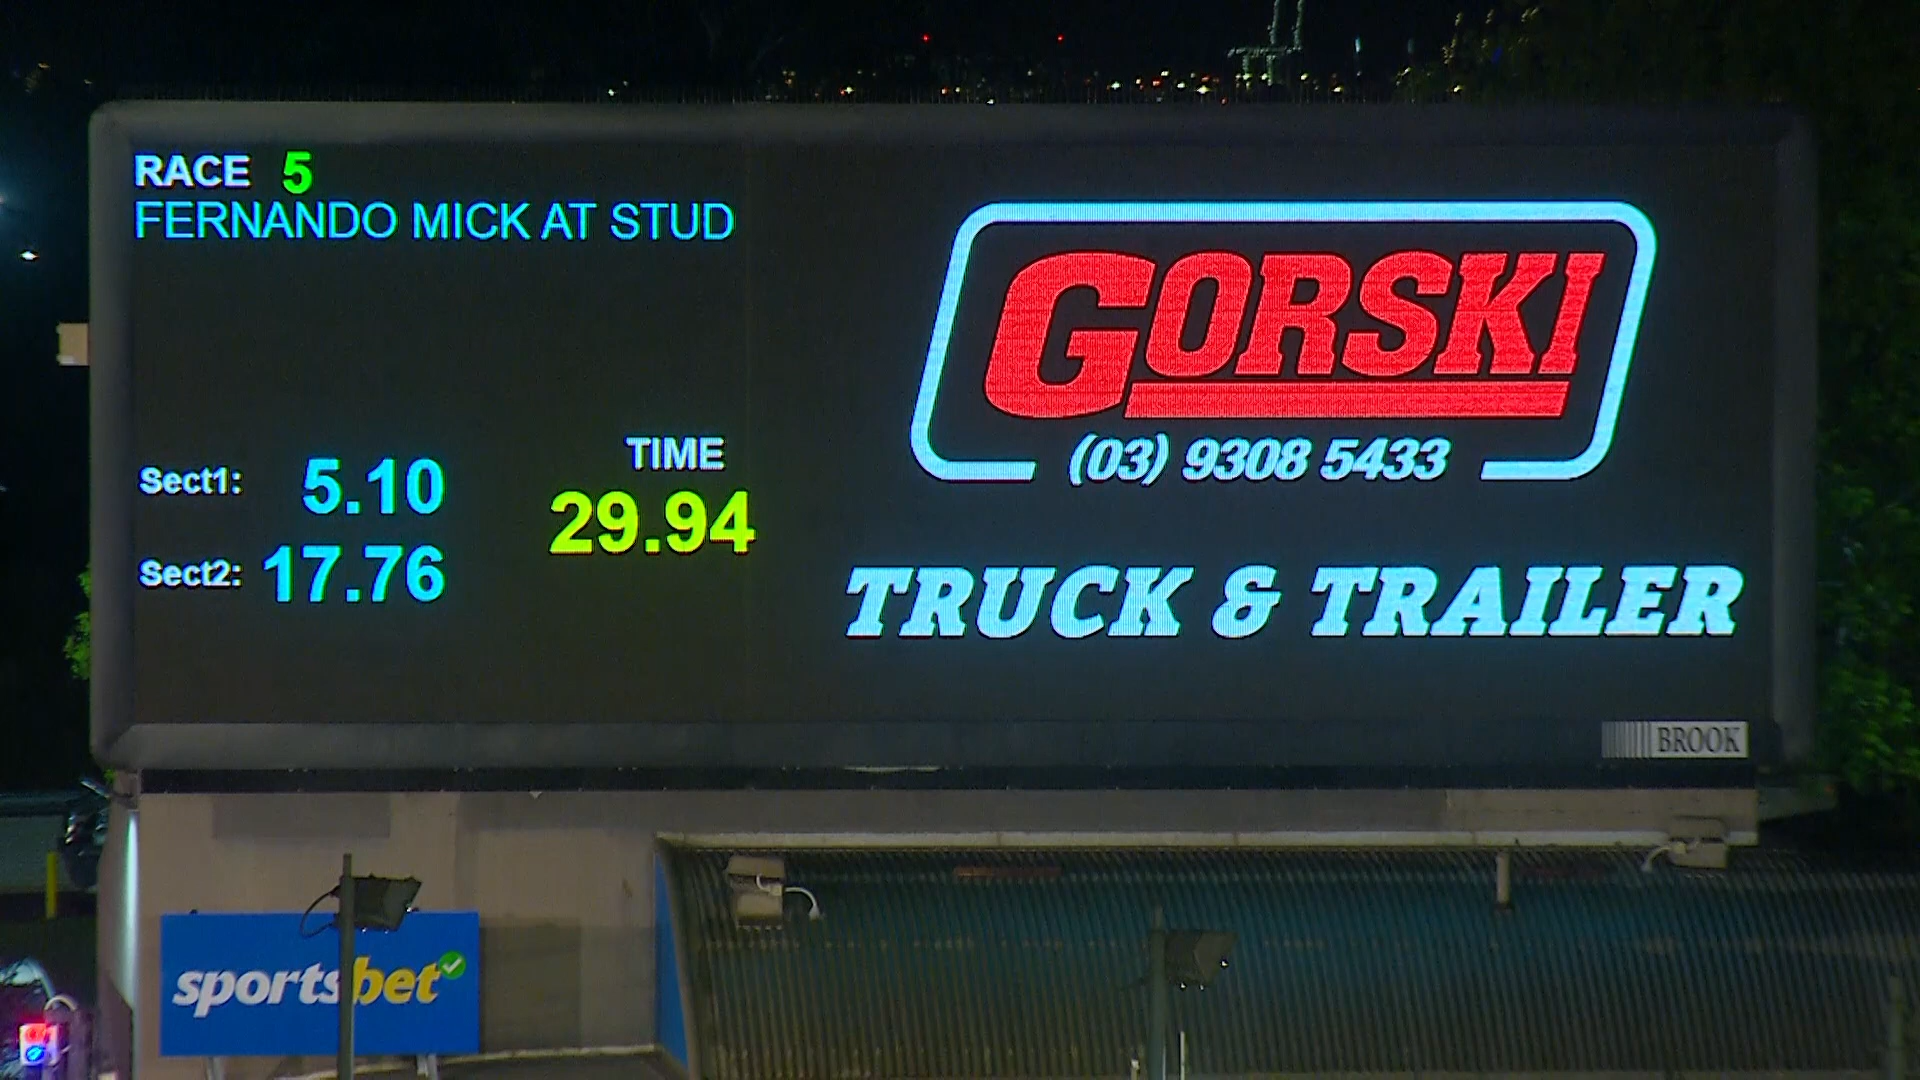 RACE 5
FERNANDO MICK AT STUD
Sect1: 5.10
Sect2: 17.76
TIME
29.94
GORSKI
(03) 9308 5433
TRUCK & TRAILER
BROOK
sportsbet